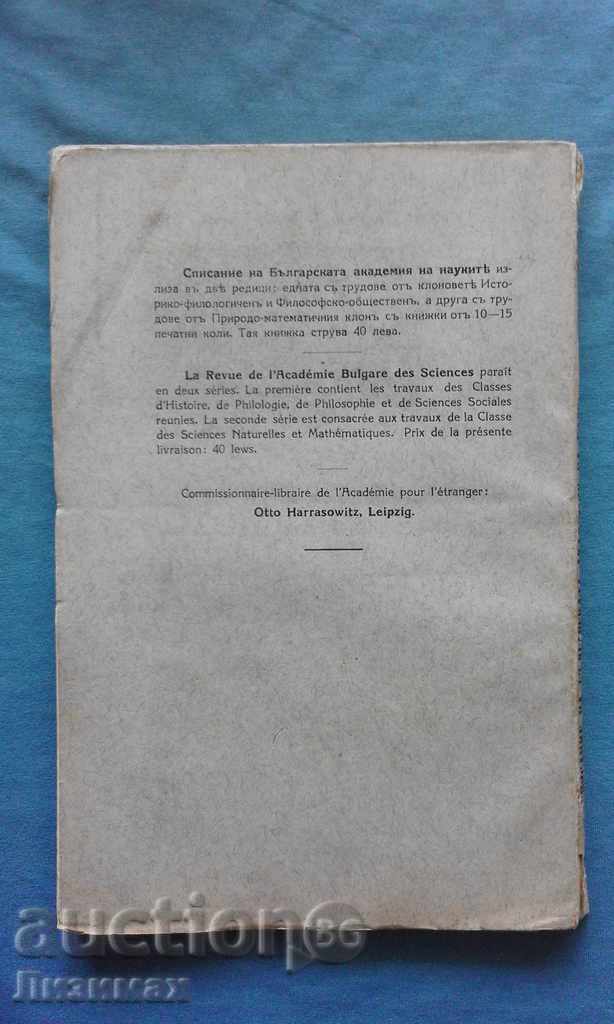 Списание на Българската академия на науките̌ из-
лиза въ двѣ редици: едната съ трудове отъ клоноветѣ Исто-
рико-филологиченъ и Философско-общественъ, а друга съ тру-
дове отъ Природо-математичния клонъ съ книжки отъ 10—15
печатни коли. Тая книжка струва 40 лева.
La Revue de l'Académie Bulgare des Sciences paraît
en deux séries. La première contient les travaux des Classes
d'Histoire, de Philologie, de Philosophie et de Sciences Sociales
reunies. La seconde série est consacrée aux travaux de la Classe
des Sciences Naturelles et Mathématiques. Prix de la présente
livraison: 40 lews.
Commissionnaire-libraire de l'Académie pour l'étranger:
Otto Harrasowitz, Leipzig.
auction BG
Лизимах